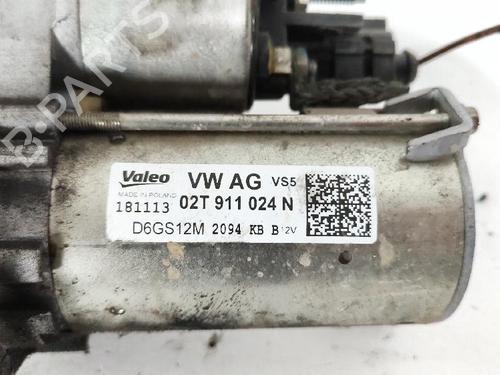 Valeo VW AG VS5
MADE IN POLAND
181113 02T 911 024 N
D6GS12M 2094 KB B 12V
B-PARTS